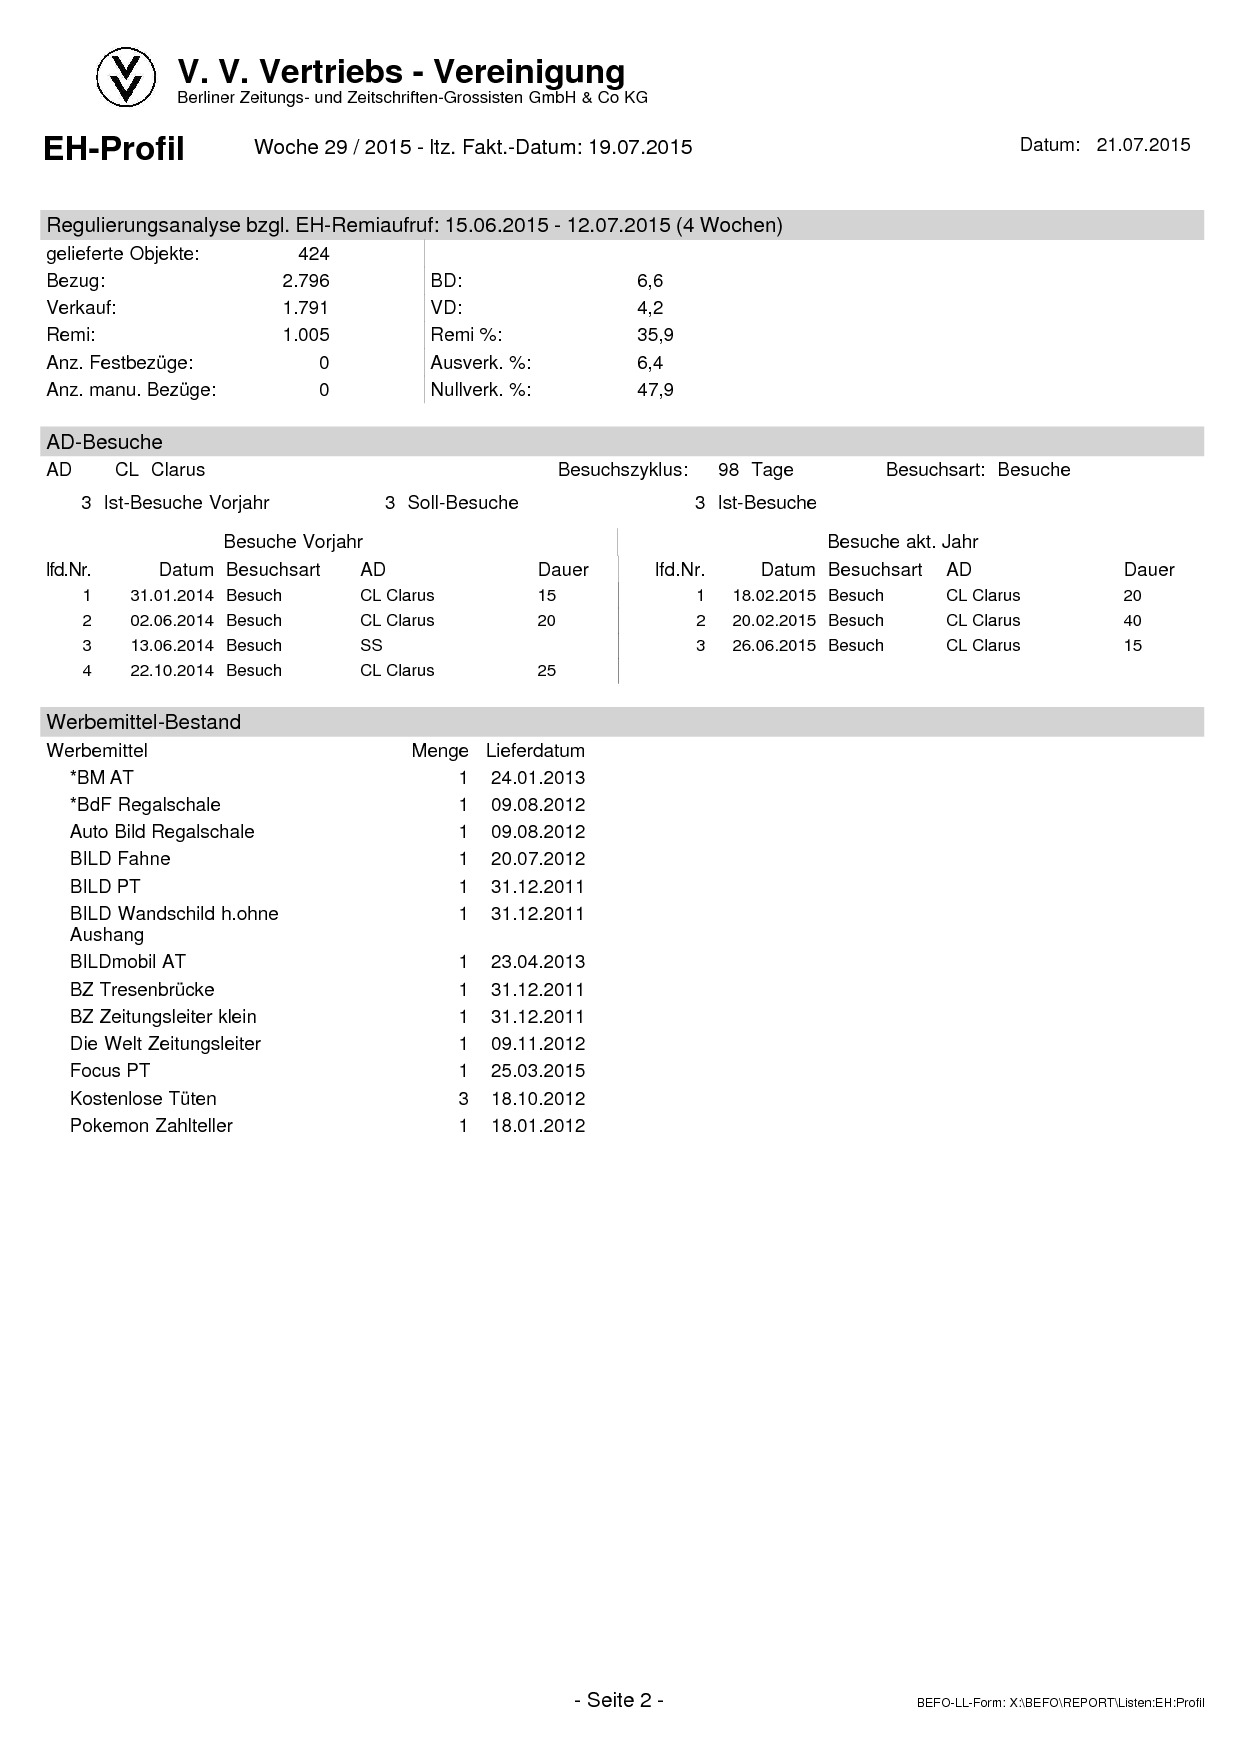 V. V. Vertriebs - Vereinigung
Berliner Zeitungs- und Zeitschriften-Grossisten GmbH & Co KG
EH-Profil Woche 29 / 2015 - ltz. Fakt.-Datum: 19.07.2015 Datum: 21.07.2015
Regulierungsanalyse bzgl. EH-Remiaufruf: 15.06.2015 - 12.07.2015 (4 Wochen)
gelieferte Objekte: 424
Bezug: 2.796 BD: 6,6
Verkauf: 1.791 VD: 4,2
Remi: 1.005 Remi %: 35,9
Anz. Festbezüge: 0 Ausverk. %: 6,4
Anz. manu. Bezüge: 0 Nullverk. %: 47,9
AD-Besuche
AD CL Clarus Besuchszyklus: 98 Tage Besuchsart: Besuche
3 Ist-Besuche Vorjahr 3 Soll-Besuche 3 Ist-Besuche
Besuche Vorjahr Besuche akt. Jahr
lfd.Nr. Datum Besuchsart AD Dauer lfd.Nr. Datum Besuchsart AD Dauer
1 31.01.2014 Besuch CL Clarus 15 1 18.02.2015 Besuch CL Clarus 20
2 02.06.2014 Besuch CL Clarus 20 2 20.02.2015 Besuch CL Clarus 40
3 13.06.2014 Besuch SS 3 26.06.2015 Besuch CL Clarus 15
4 22.10.2014 Besuch CL Clarus 25
Werbemittel-Bestand
Werbemittel Menge Lieferdatum
*BM AT 1 24.01.2013
*BdF Regalschale 1 09.08.2012
Auto Bild Regalschale 1 09.08.2012
BILD Fahne 1 20.07.2012
BILD PT 1 31.12.2011
BILD Wandschild h.ohne 1 31.12.2011
Aushang
BILDmobil AT 1 23.04.2013
BZ Tresenbrücke 1 31.12.2011
BZ Zeitungsleiter klein 1 31.12.2011
Die Welt Zeitungsleiter 1 09.11.2012
Focus PT 1 25.03.2015
Kostenlose Tüten 3 18.10.2012
Pokemon Zahlteller 1 18.01.2012
- Seite 2 - BEFO-LL-Form: X:\BEFO\REPORT\Listen:EH:Profil